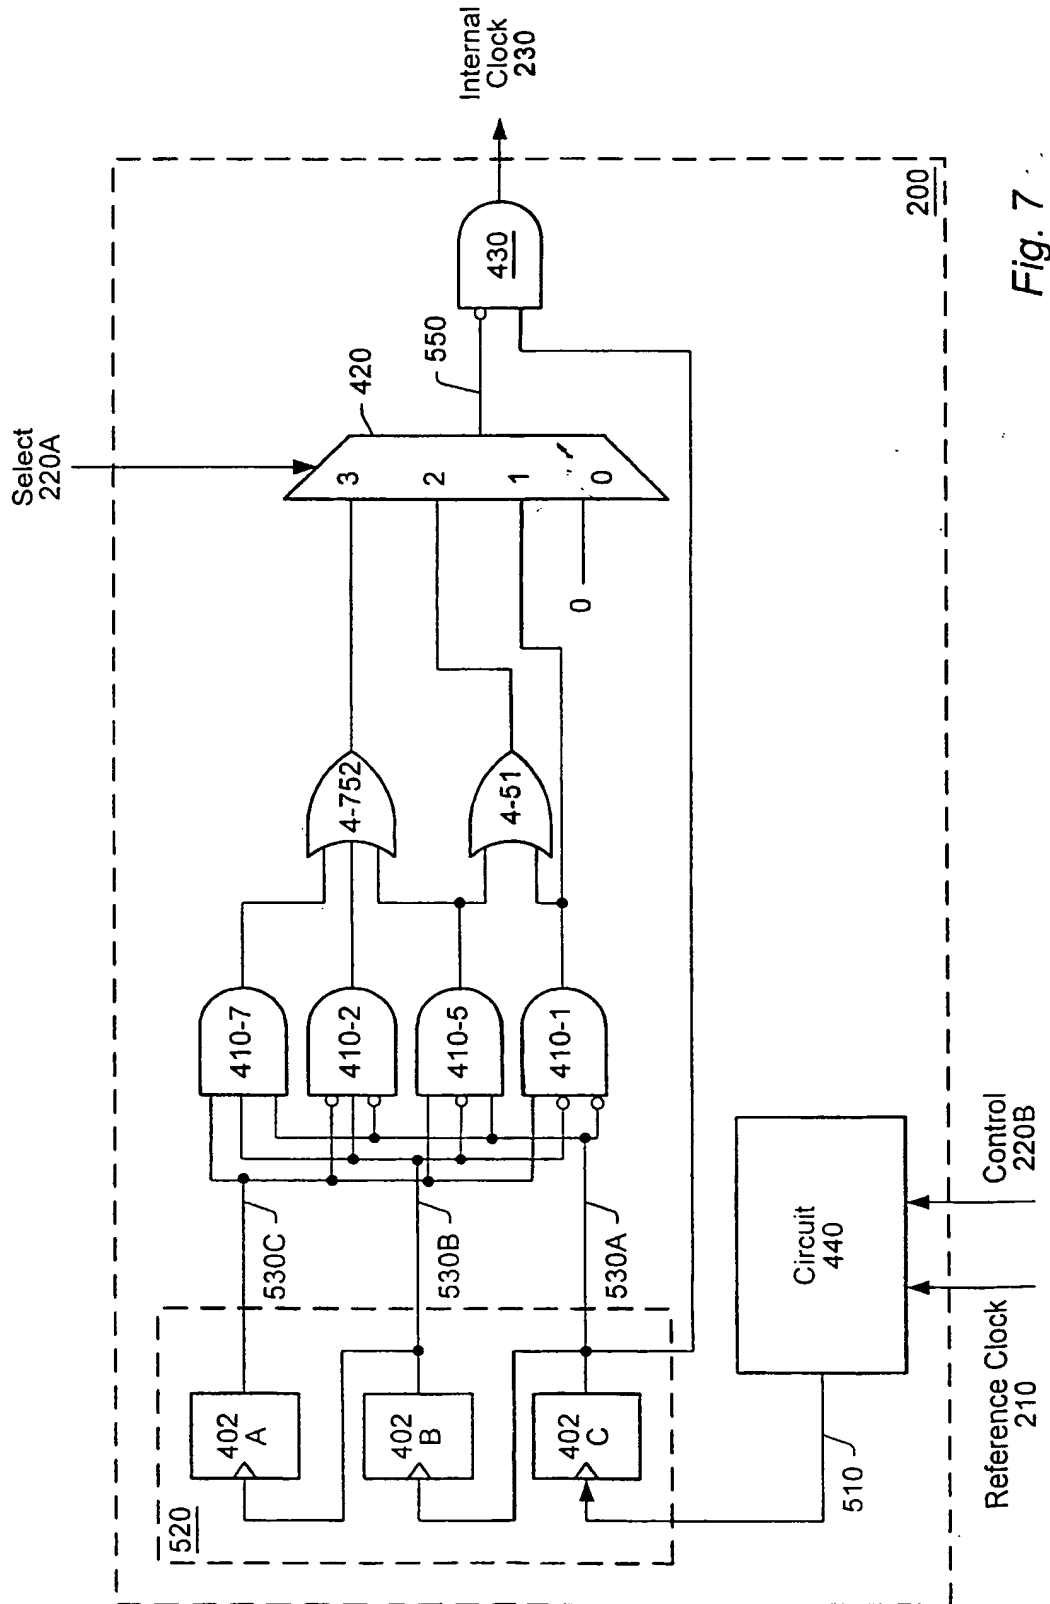 520
402
A
402
B
402
C
530C
530B
530A
510
Reference Clock
210
Control
220B
Circuit
440
410-7
410-2
410-5
410-1
4-752
4-51
0
3
2
1
0
Select
220A
420
550
430
Internal
Clock
230
200
Fig. 7